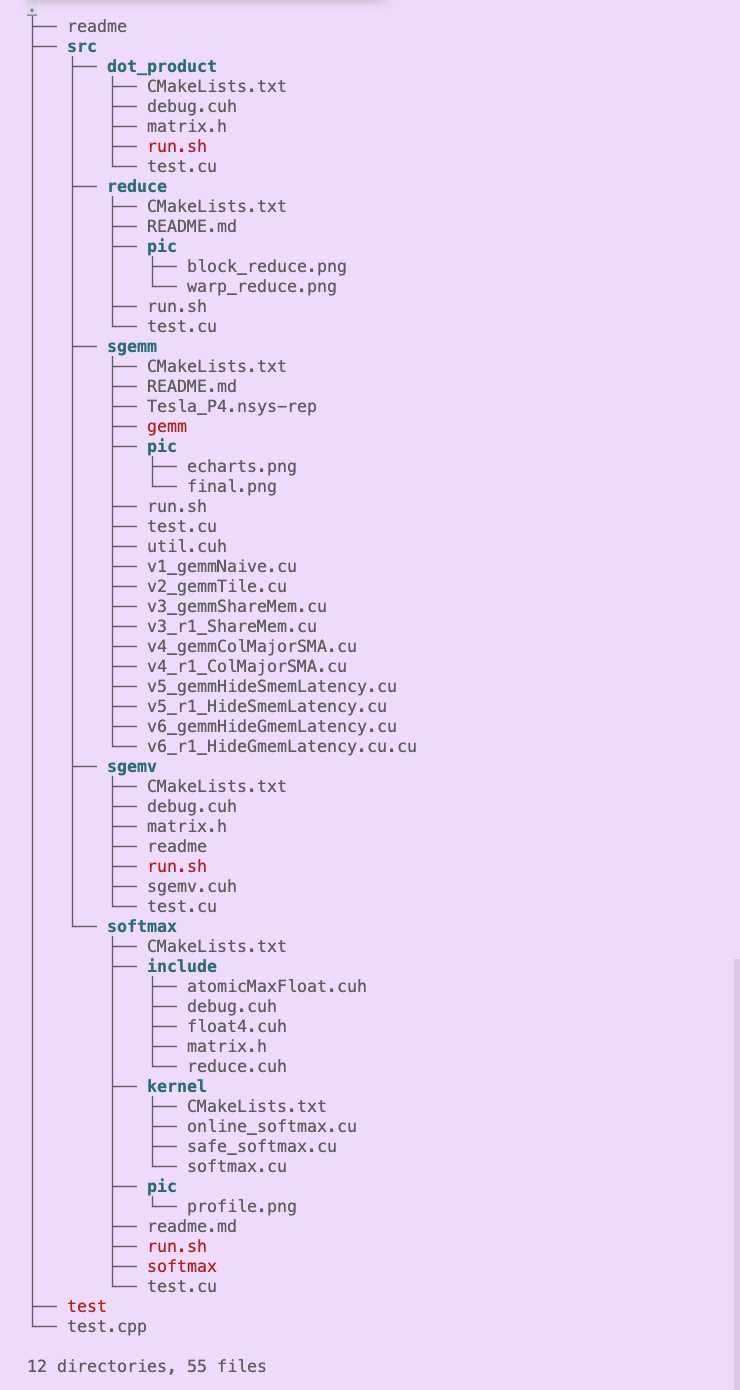 .
├── readme
├── src
│   ├── dot_product
│   │   ├── CMakeLists.txt
│   │   ├── debug.cuh
│   │   ├── matrix.h
│   │   ├── run.sh
│   │   └── test.cu
│   ├── reduce
│   │   ├── CMakeLists.txt
│   │   ├── README.md
│   │   ├── pic
│   │   │   ├── block_reduce.png
│   │   │   └── warp_reduce.png
│   │   ├── run.sh
│   │   └── test.cu
│   ├── sgemm
│   │   ├── CMakeLists.txt
│   │   ├── README.md
│   │   ├── Tesla_P4.nsys-rep
│   │   ├── gemm
│   │   ├── pic
│   │   │   ├── echarts.png
│   │   │   └── final.png
│   │   ├── run.sh
│   │   ├── test.cu
│   │   ├── util.cuh
│   │   ├── v1_gemmNaive.cu
│   │   ├── v2_gemmTile.cu
│   │   ├── v3_gemmShareMem.cu
│   │   ├── v3_r1_ShareMem.cu
│   │   ├── v4_gemmColMajorSMA.cu
│   │   ├── v4_r1_ColMajorSMA.cu
│   │   ├── v5_gemmHideSmemLatency.cu
│   │   ├── v5_r1_HideSmemLatency.cu
│   │   ├── v6_gemmHideGmemLatency.cu
│   │   └── v6_r1_HideGmemLatency.cu.cu
│   ├── sgemv
│   │   ├── CMakeLists.txt
│   │   ├── debug.cuh
│   │   ├── matrix.h
│   │   ├── readme
│   │   ├── run.sh
│   │   ├── sgemv.cuh
│   │   └── test.cu
│   └── softmax
│       ├── CMakeLists.txt
│       ├── include
│       │   ├── atomicMaxFloat.cuh
│       │   ├── debug.cuh
│       │   ├── float4.cuh
│       │   ├── matrix.h
│       │   └── reduce.cuh
│       ├── kernel
│       │   ├── CMakeLists.txt
│       │   ├── online_softmax.cu
│       │   ├── safe_softmax.cu
│       │   └── softmax.cu
│       ├── pic
│       │   └── profile.png
│       ├── readme.md
│       ├── run.sh
│       ├── softmax
│       └── test.cu
├── test
└── test.cpp

12 directories, 55 files